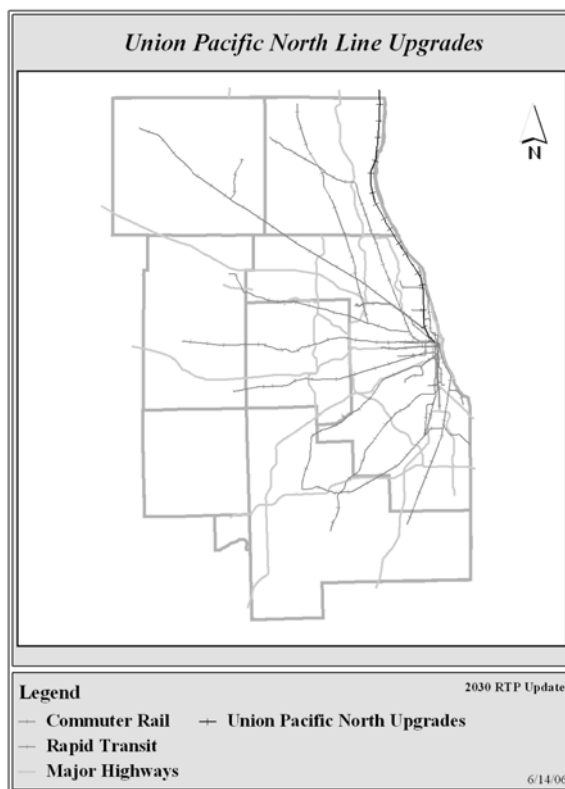 Union Pacific North Line Upgrades
N
Legend
2030 RTP Update
Commuter Rail
Union Pacific North Upgrades
Rapid Transit
Major Highways
6/14/06